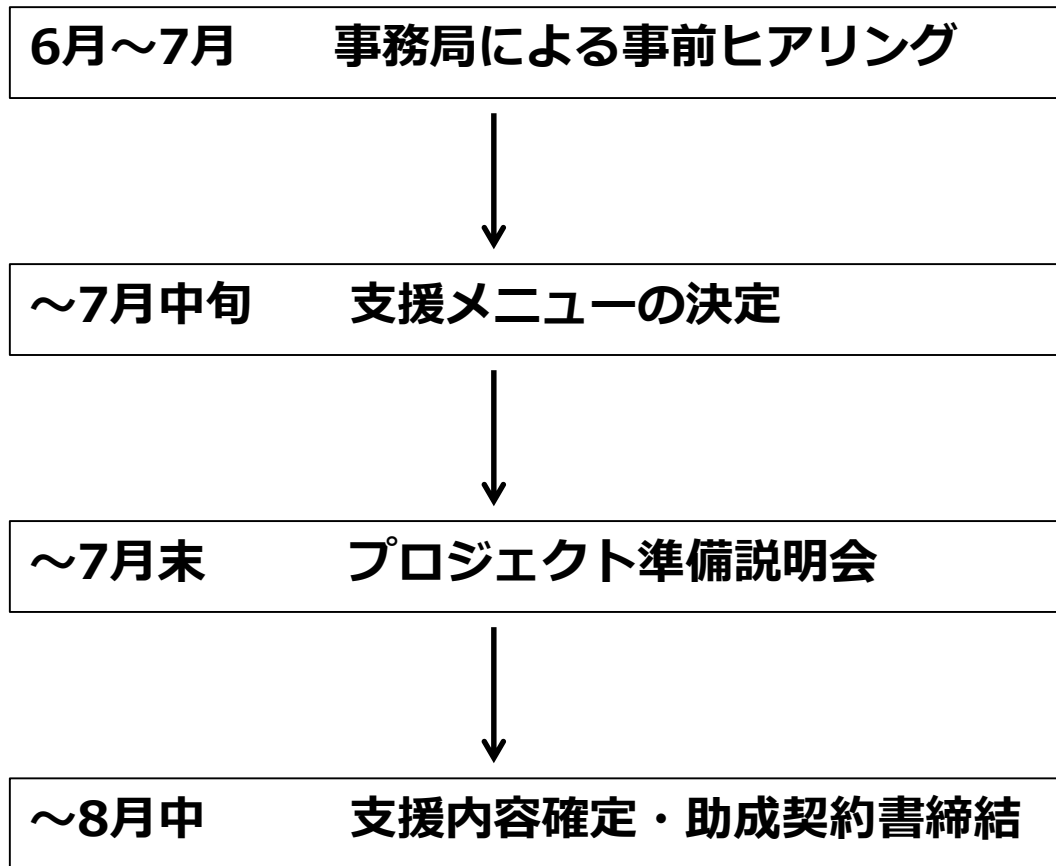 6月～7月　事務局による事前ヒアリング
～7月中旬　支援メニューの決定
～7月末　プロジェクト準備説明会
～8月中　支援内容確定・助成契約書締結